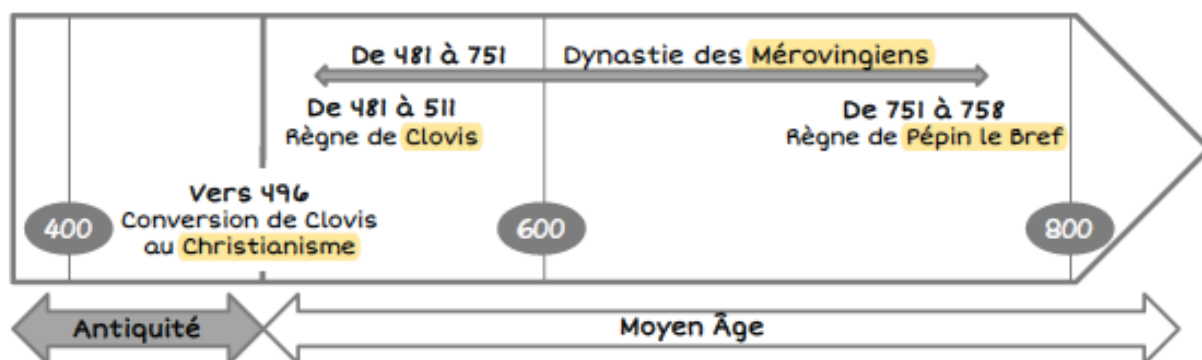 De 481 à 751 Dynastie des Mérovingiens
De 481 à 511
Règne de Clovis
De 751 à 758
Règne de Pépin le Bref
Vers 496
Conversion de Clovis
au Christianisme
400
600
800
Antiquité
Moyen Âge